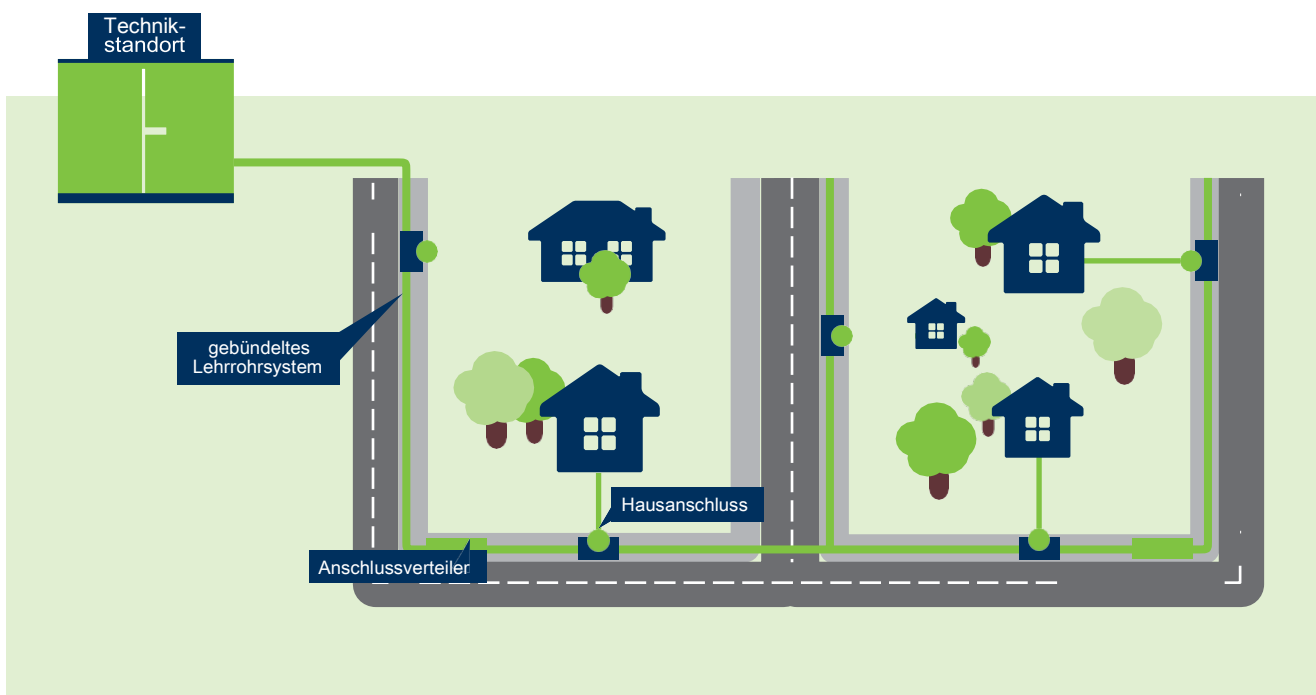 Technik-
standort
gebündeltes
Lehrrohrsystem
Hausanschluss
Anschlussverteiler